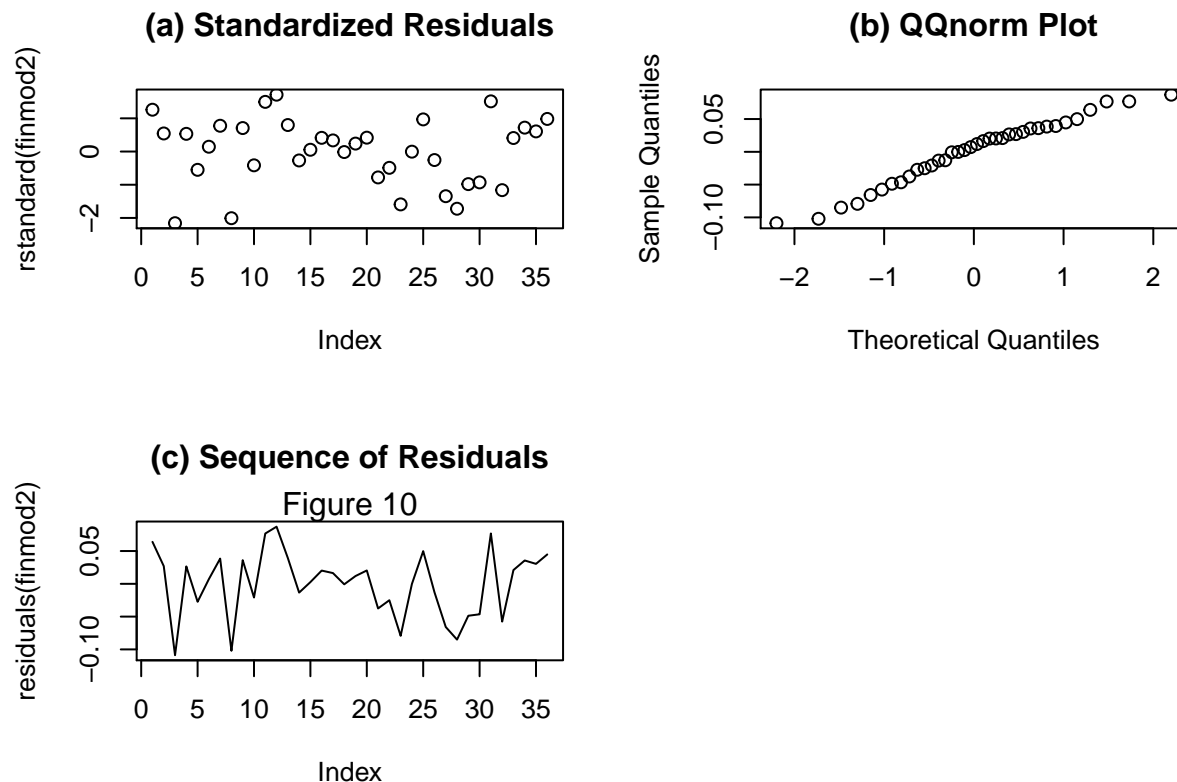 (a) Standardized Residuals
rstandard(finmod2)
0
−2
0 5 10 15 20 25 30 35
Index
(b) QQnorm Plot
Sample Quantiles
0.05
−0.10
−2 −1 0 1 2
Theoretical Quantiles
(c) Sequence of Residuals
Figure 10
residuals(finmod2)
0.05
−0.10
0 5 10 15 20 25 30 35
Index